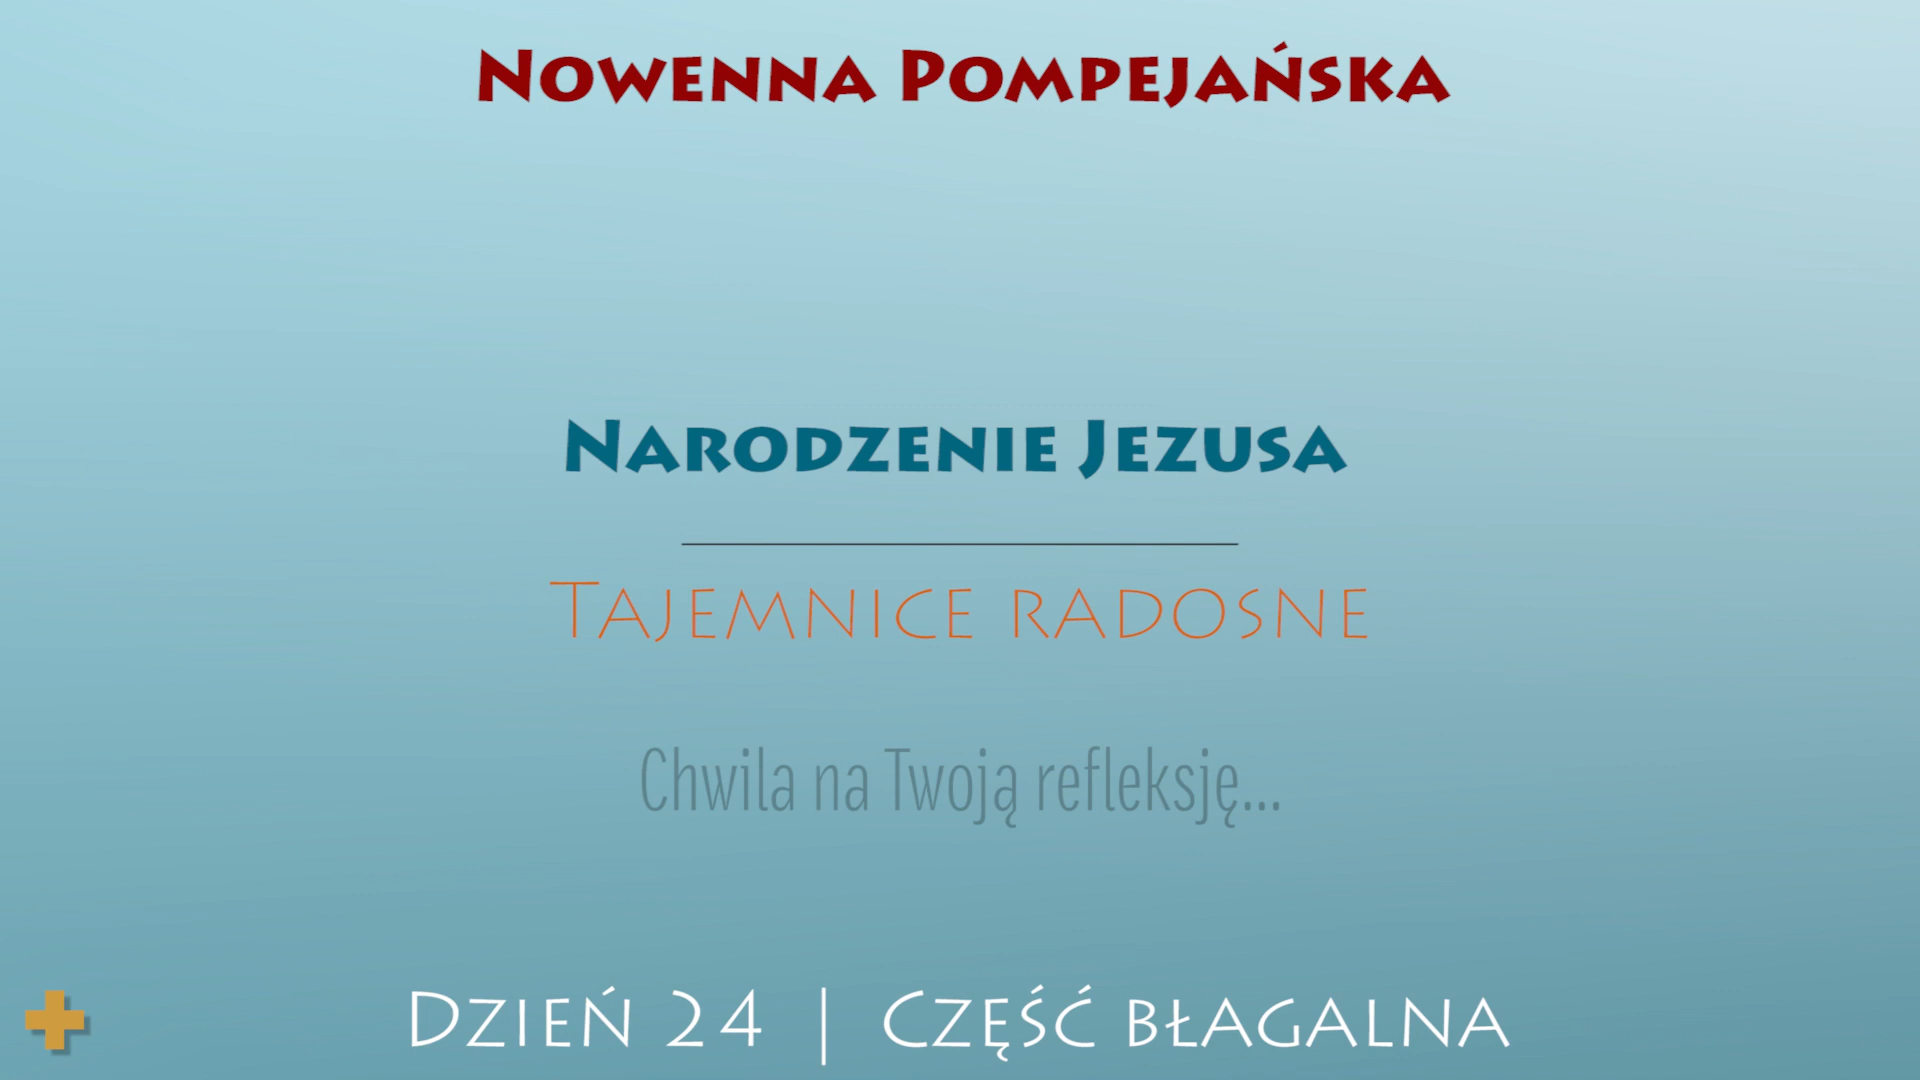 Nowenna Pompejańska
Narodzenie Jezusa
Tajemnice radosne
Chwila na Twoją refleksję...
Dzień 24 | Część błagalna